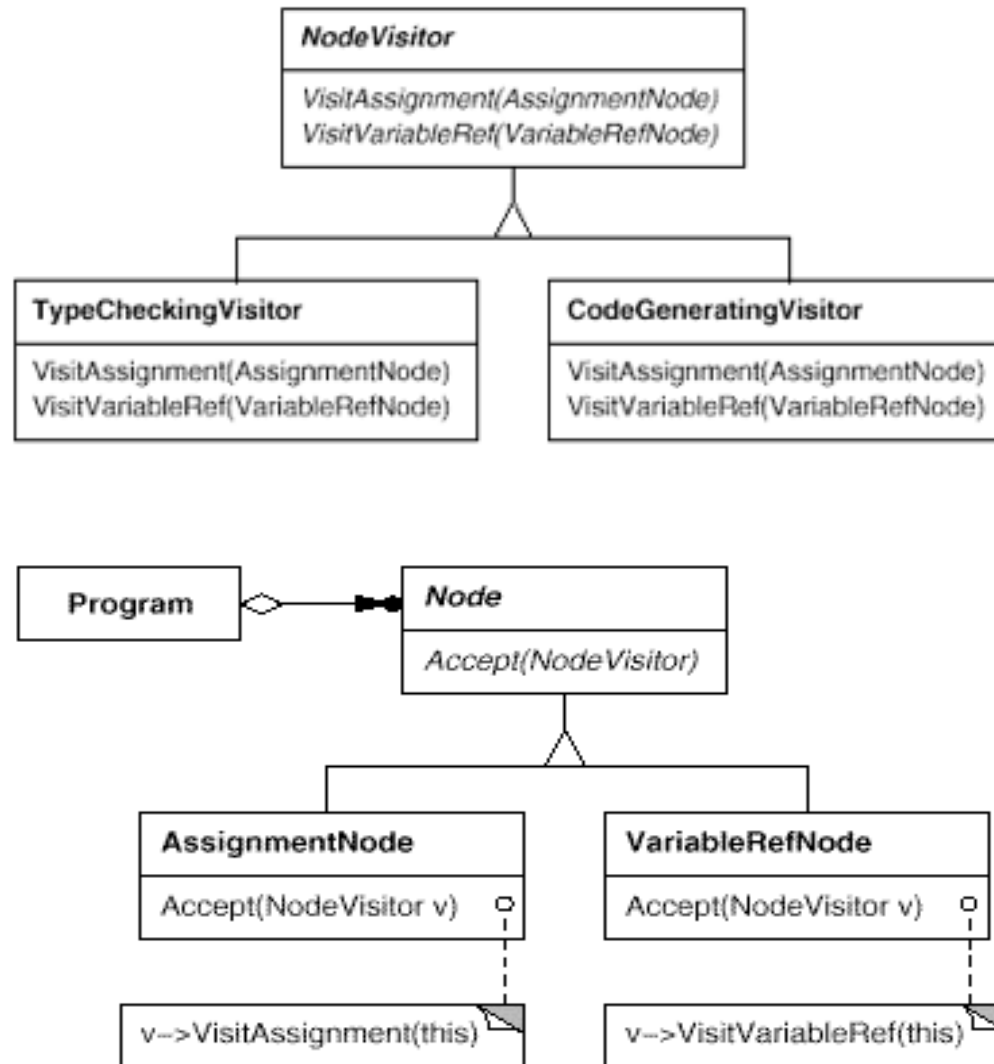 NodeVisitor
VisitAssignment(AssignmentNode)
VisitVariableRef(VariableRefNode)
TypeCheckingVisitor
VisitAssignment(AssignmentNode)
VisitVariableRef(VariableRefNode)
CodeGeneratingVisitor
VisitAssignment(AssignmentNode)
VisitVariableRef(VariableRefNode)
Program
Node
Accept(NodeVisitor)
AssignmentNode
Accept(NodeVisitor v)
v-->VisitAssignment(this)
VariableRefNode
Accept(NodeVisitor v)
v-->VisitVariableRef(this)